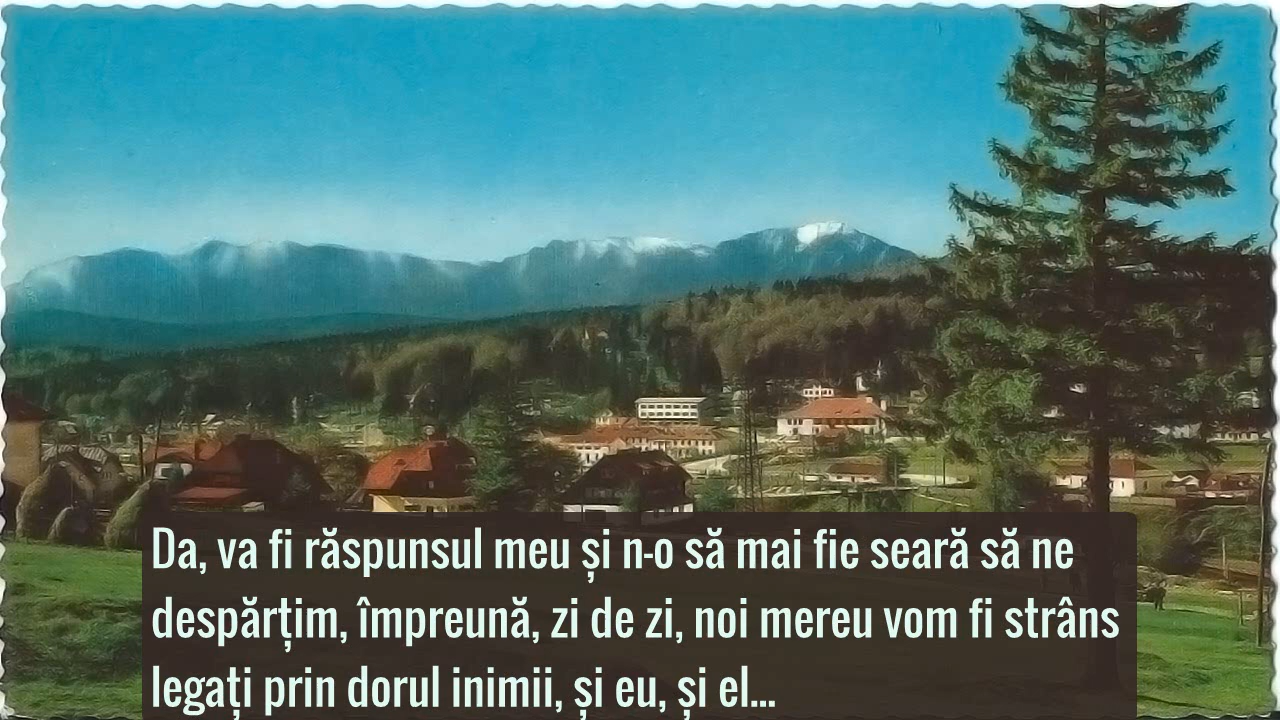 Da, va fi răspunsul meu și n-o să mai fie seară să ne
despărțim, împreună, zi de zi, noi mereu vom fi strâns
legați prin dorul inimii, și eu, și el...